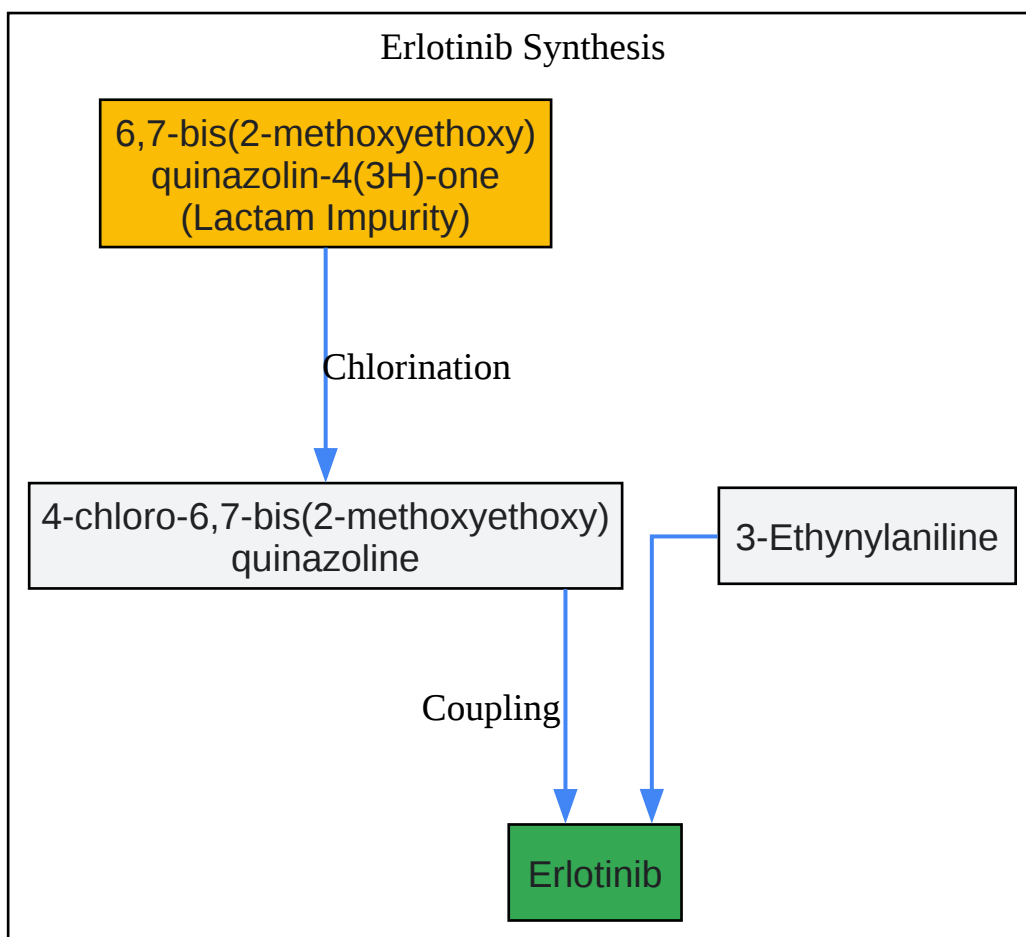 Erlotinib Synthesis
6,7-bis(2-methoxyethoxy)
quinazolin-4(3H)-one
(Lactam Impurity)
Chlorination
4-chloro-6,7-bis(2-methoxyethoxy)
quinazoline
3-Ethynylaniline
Coupling
Erlotinib